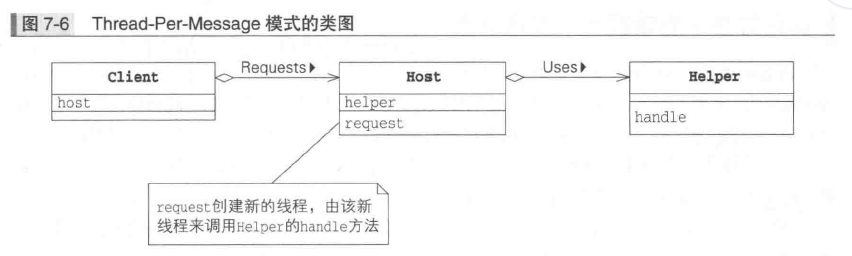 图 7-6 Thread-Per-Message 模式的类图
Client
Requests▶
Host
Uses▶
Helper
host
helper
request
handle
request创建新的线程，由该新
线程来调用Helper的handle方法